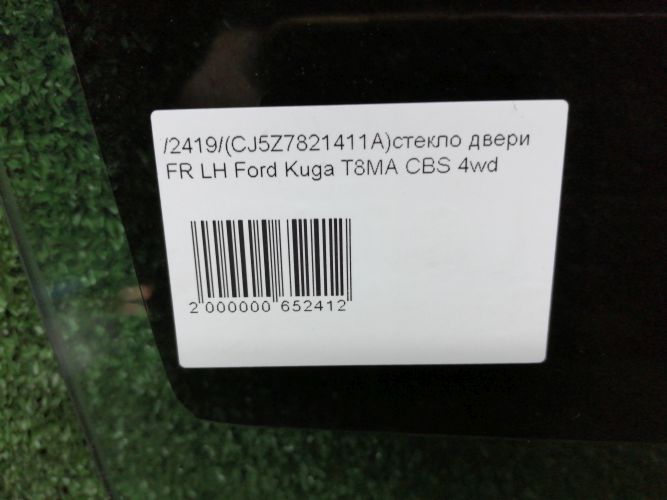 /2419/(CJ5Z7821411A)стекло двери
FR LH Ford Kuga T8MA CBS 4wd
2 000000 652412